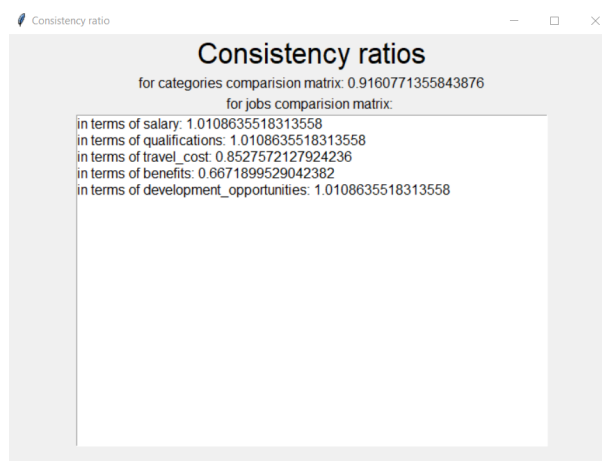 Consistency ratio
Consistency ratios
for categories comparision matrix: 0.9160771355843876
for jobs comparision matrix:
in terms of salary: 1.0108635518313558
in terms of qualifications: 1.0108635518313558
in terms of travel_cost: 0.8527572127924236
in terms of benefits: 0.6671899529042382
in terms of development_opportunities: 1.0108635518313558